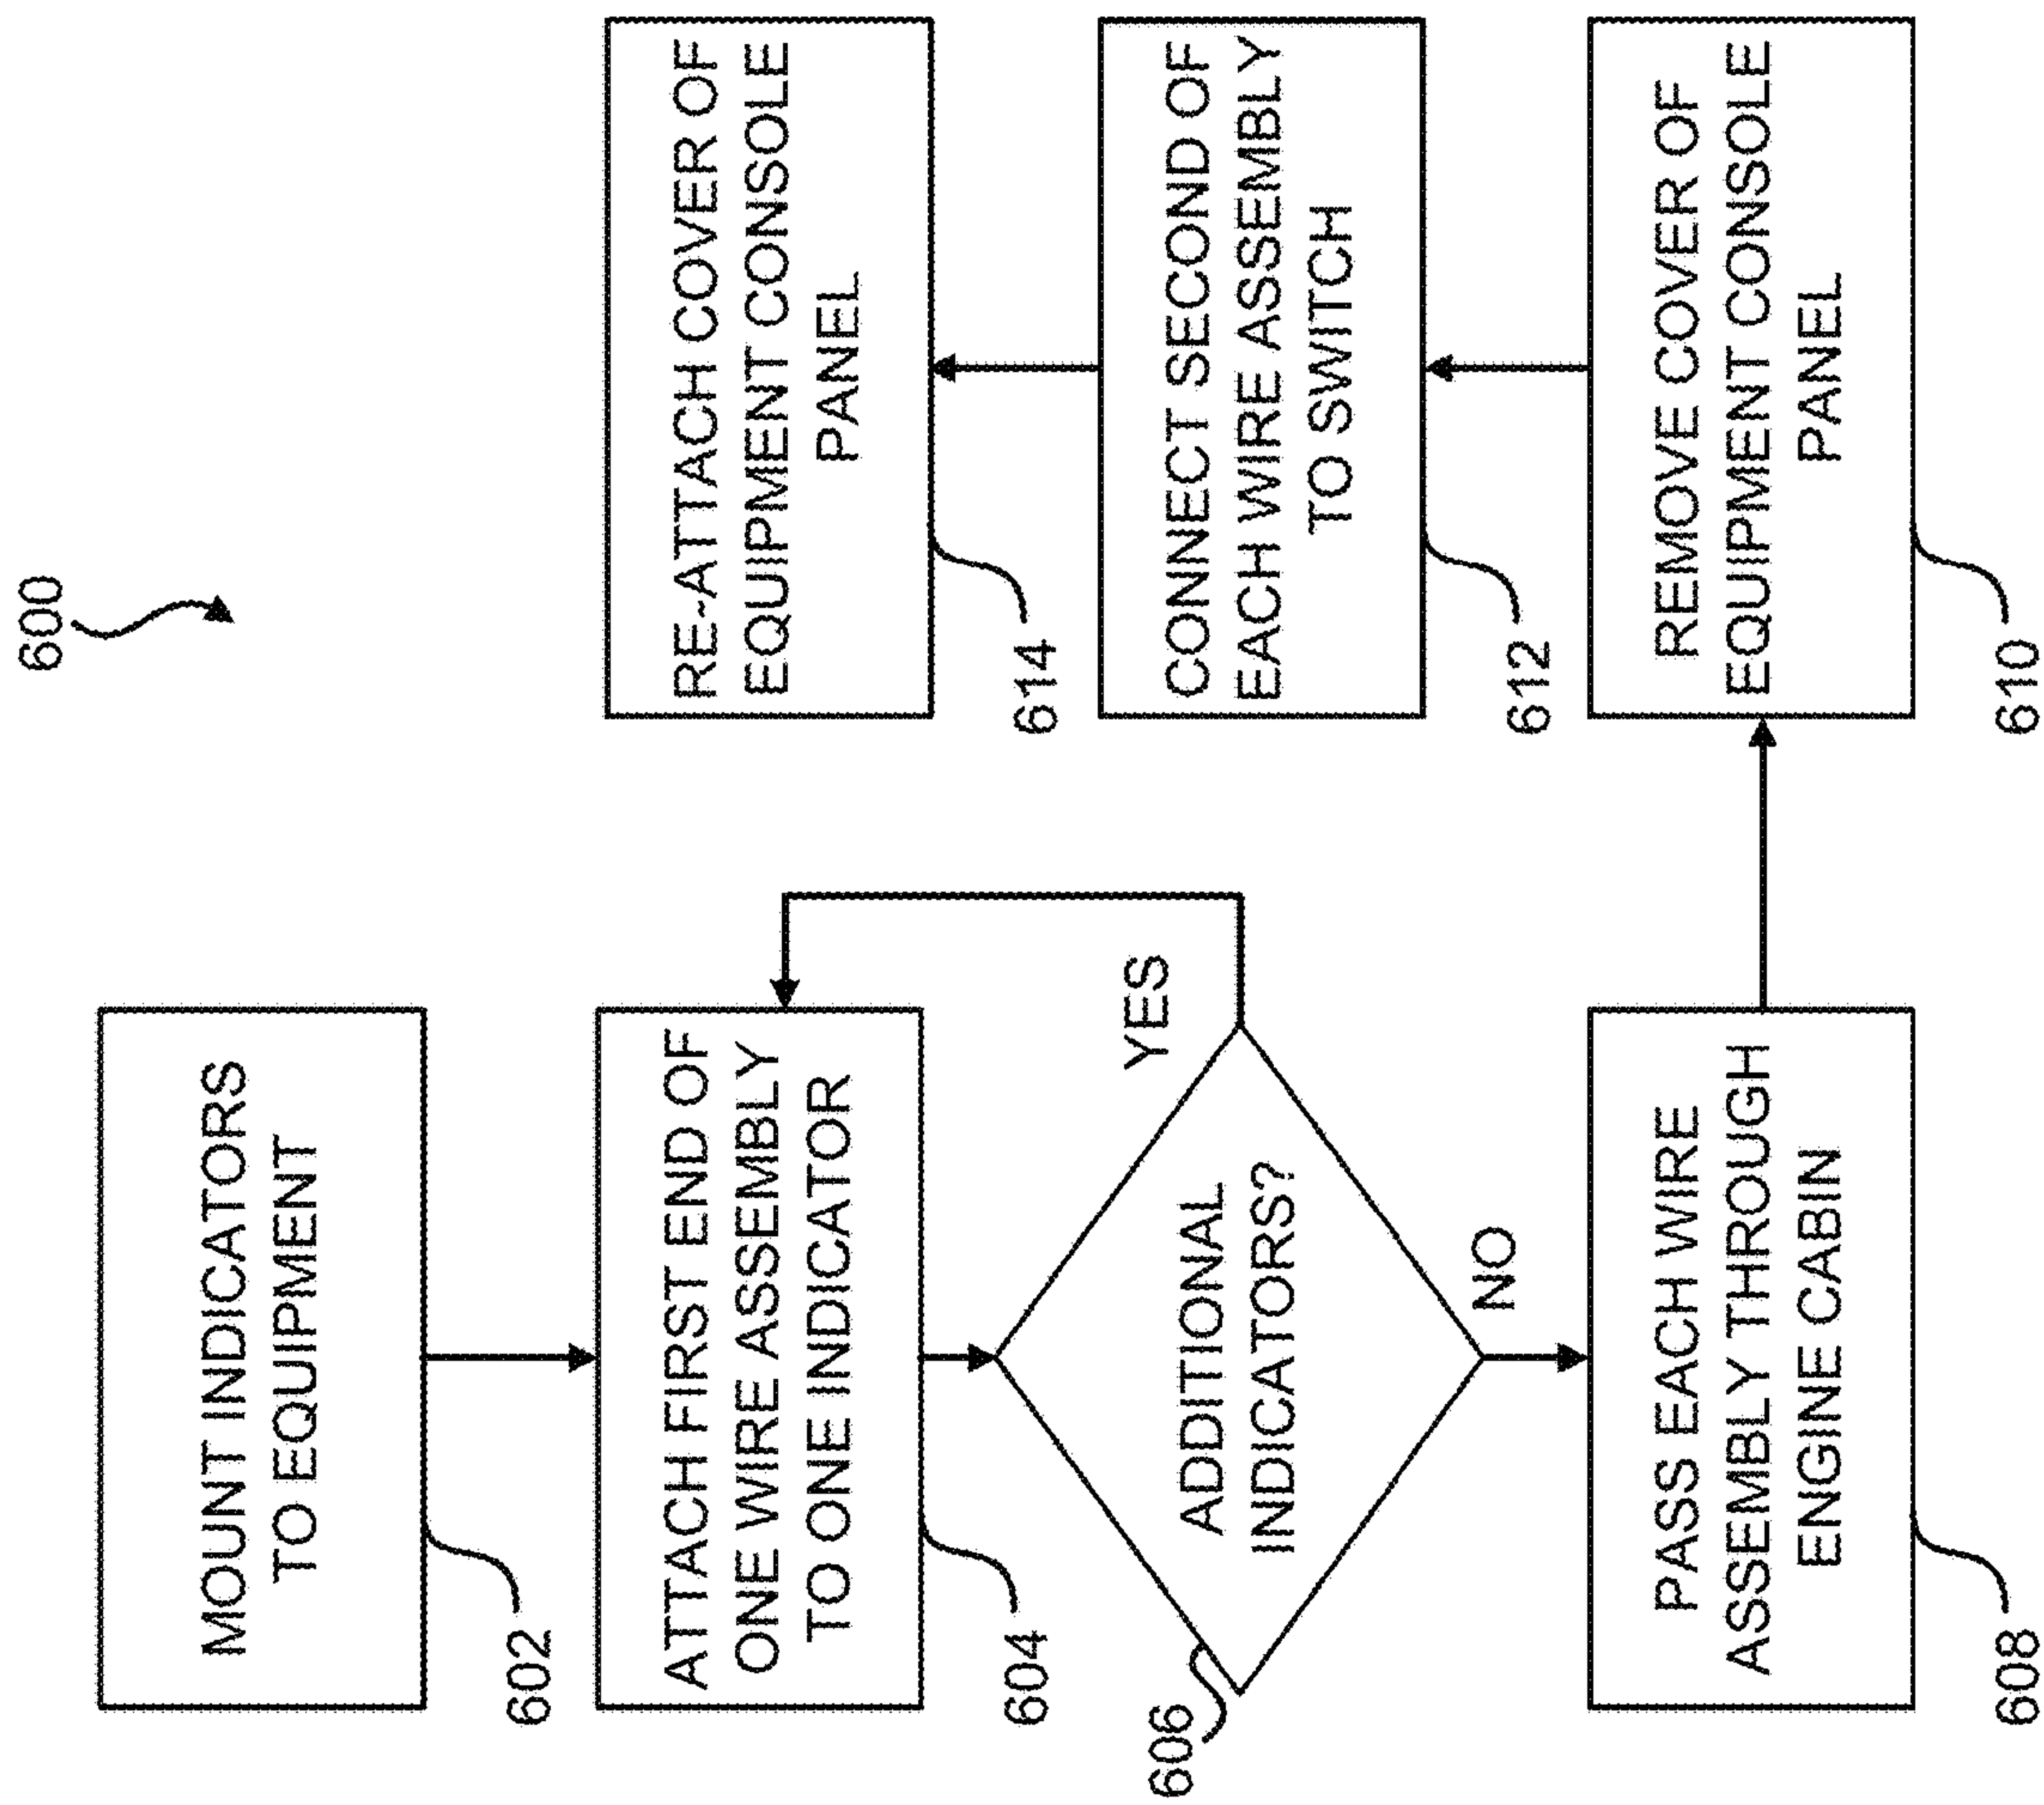 600
MOUNT INDICATORS
TO EQUIPMENT
602
ATTACH FIRST END OF
ONE WIRE ASSEMBLY
TO ONE INDICATOR
604
ADDITIONAL
INDICATORS?
606
YES
NO
PASS EACH WIRE
ASSEMBLY THROUGH
ENGINE CABIN
608
REMOVE COVER OF
EQUIPMENT CONSOLE
PANEL
610
CONNECT SECOND OF
EACH WIRE ASSEMBLY
TO SWITCH
612
RE-ATTACH COVER OF
EQUIPMENT CONSOLE
PANEL
614